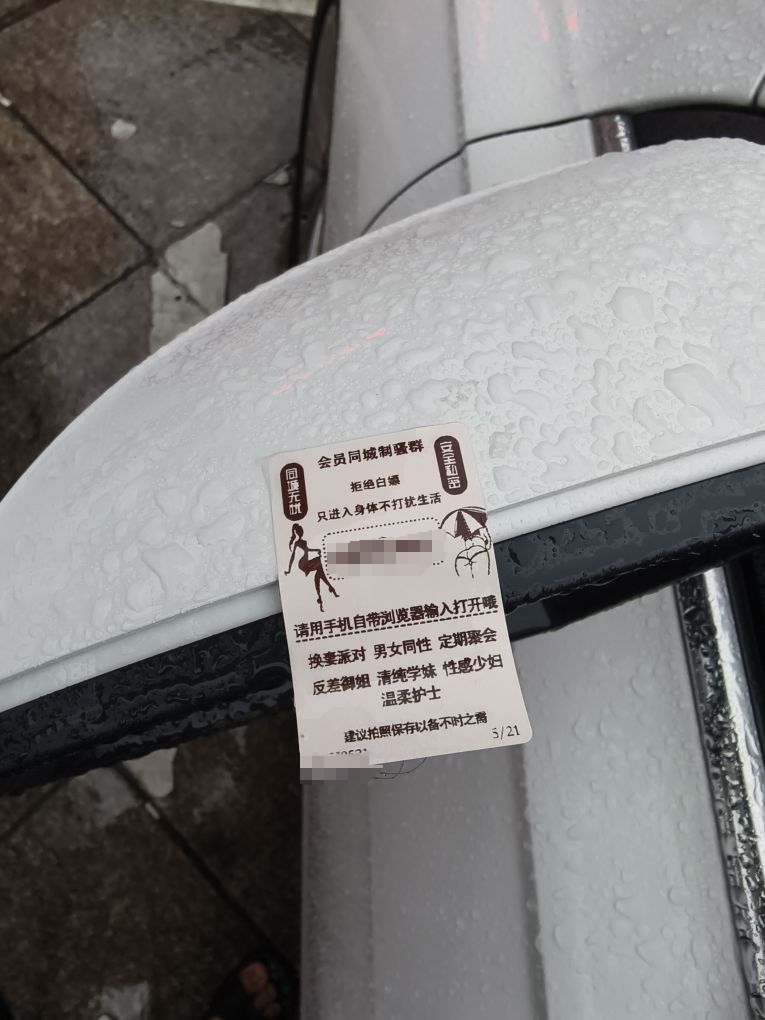 会员同城制骚群
同城无忧
安全私密
拒绝白嫖
只进入身体不打扰生活
请用手机自带浏览器输入打开哦
换妻派对 男女同性 定期聚会
反差御姐 清纯学妹 性感少妇
温柔护士
建议拍照保存以备不时之需
5/21